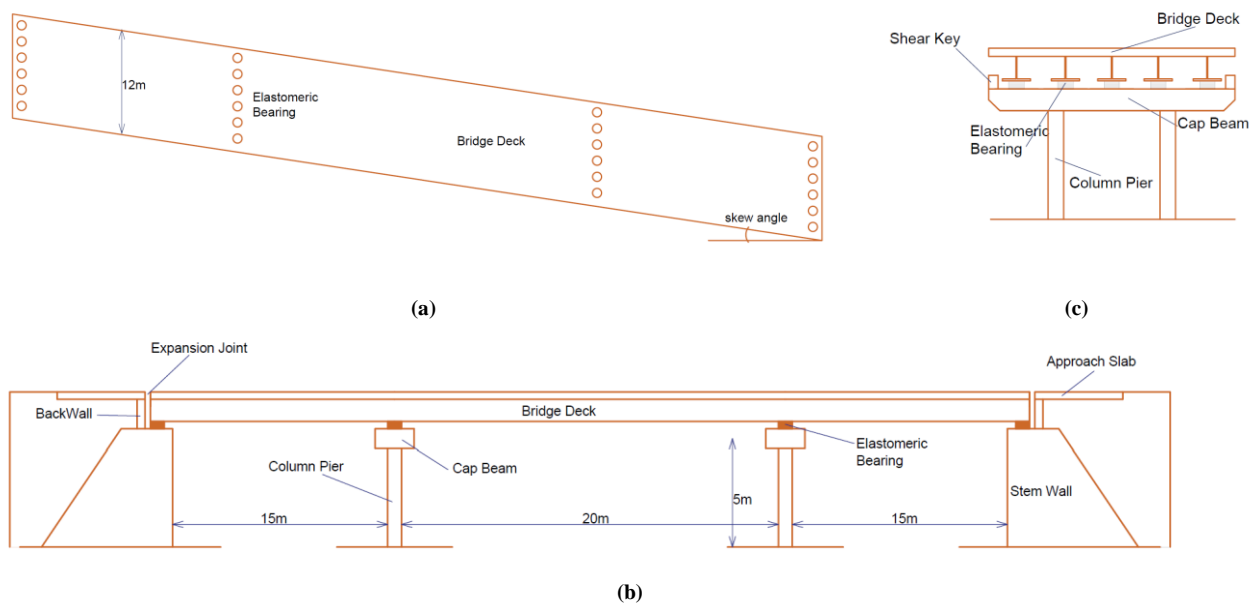 12m
Elastomeric
Bearing
Bridge Deck
skew angle
(a)
Bridge Deck
Shear Key
Elastomeric
Bearing
Cap Beam
Column Pier
(c)
Expansion Joint
Approach Slab
BackWall
Bridge Deck
Elastomeric
Bearing
Column Pier
Cap Beam
5m
Stem Wall
15m
20m
15m
(b)